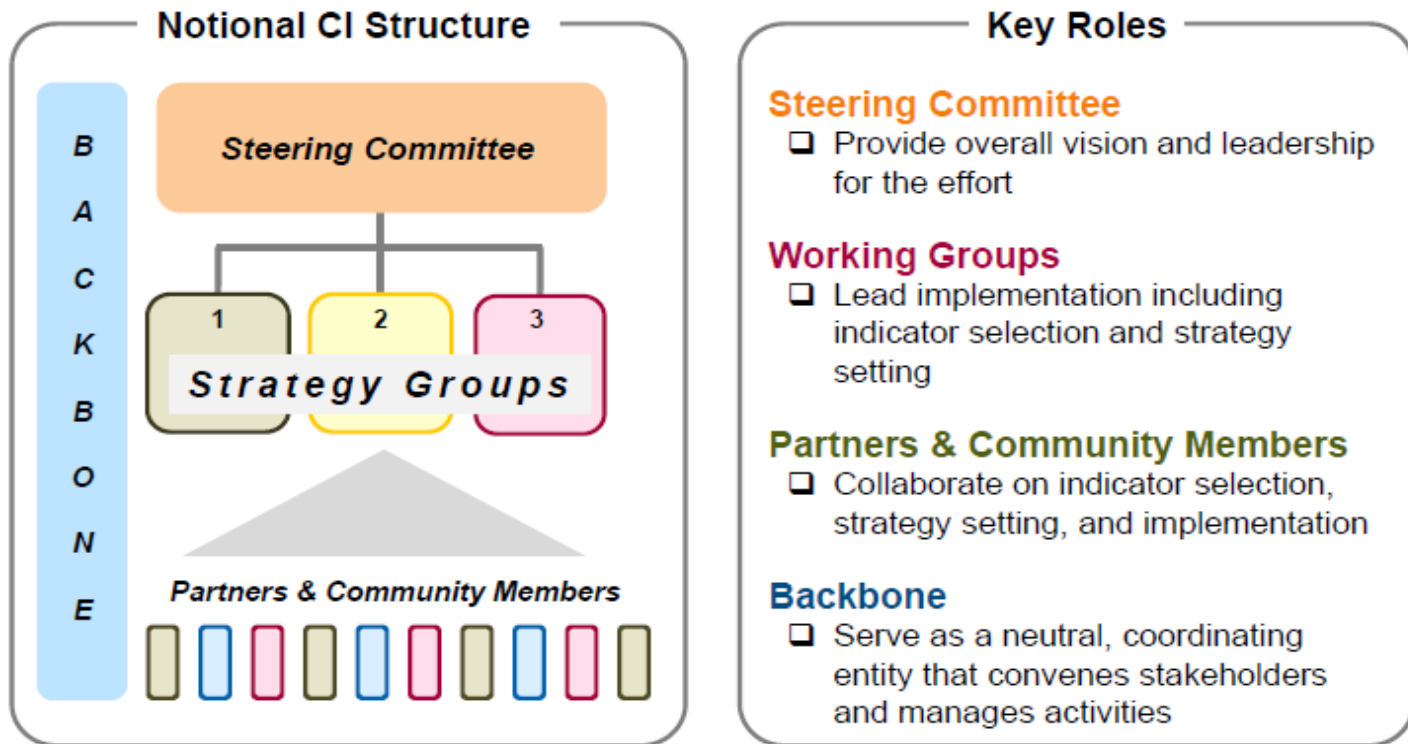 Notional CI Structure
B
A
C
K
B
O
N
E
Steering Committee
1
2
3
Strategy Groups
Partners & Community Members
Key Roles
Steering Committee
❑ Provide overall vision and leadership
for the effort
Working Groups
❑ Lead implementation including
indicator selection and strategy
setting
Partners & Community Members
❑ Collaborate on indicator selection,
strategy setting, and implementation
Backbone
❑ Serve as a neutral, coordinating
entity that convenes stakeholders
and manages activities